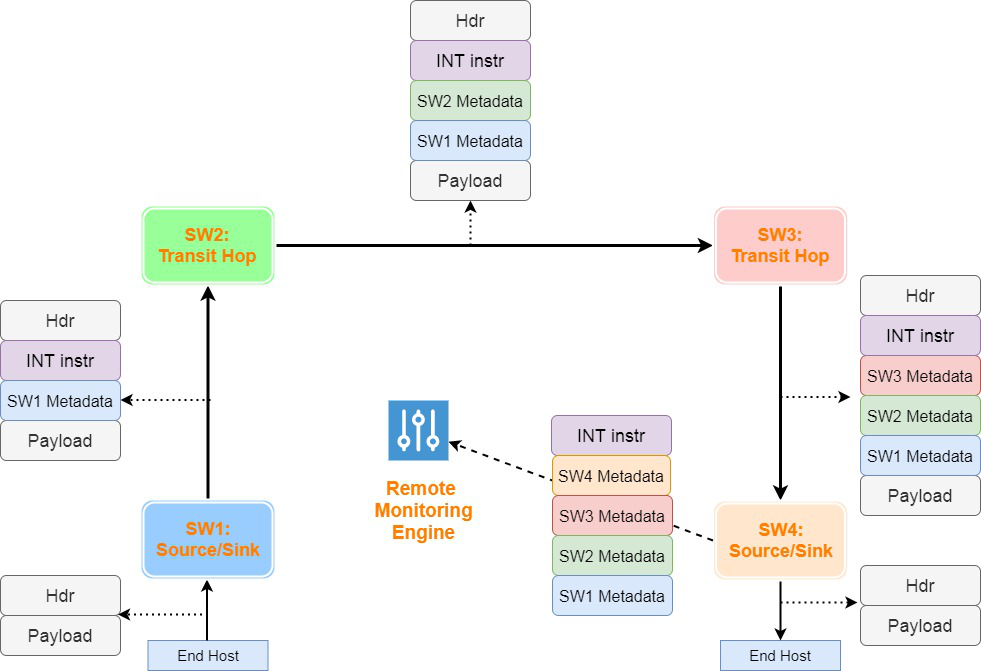 Hdr
INT instr
SW2 Metadata
SW1 Metadata
Payload
SW2:
Transit Hop
SW3:
Transit Hop
Hdr
INT instr
SW1 Metadata
Payload
Hdr
INT instr
SW3 Metadata
SW2 Metadata
SW1 Metadata
Payload
Remote
Monitoring
Engine
INT instr
SW4 Metadata
SW3 Metadata
SW2 Metadata
SW1 Metadata
SW1:
Source/Sink
SW4:
Source/Sink
Hdr
Payload
End Host
Hdr
Payload
End Host